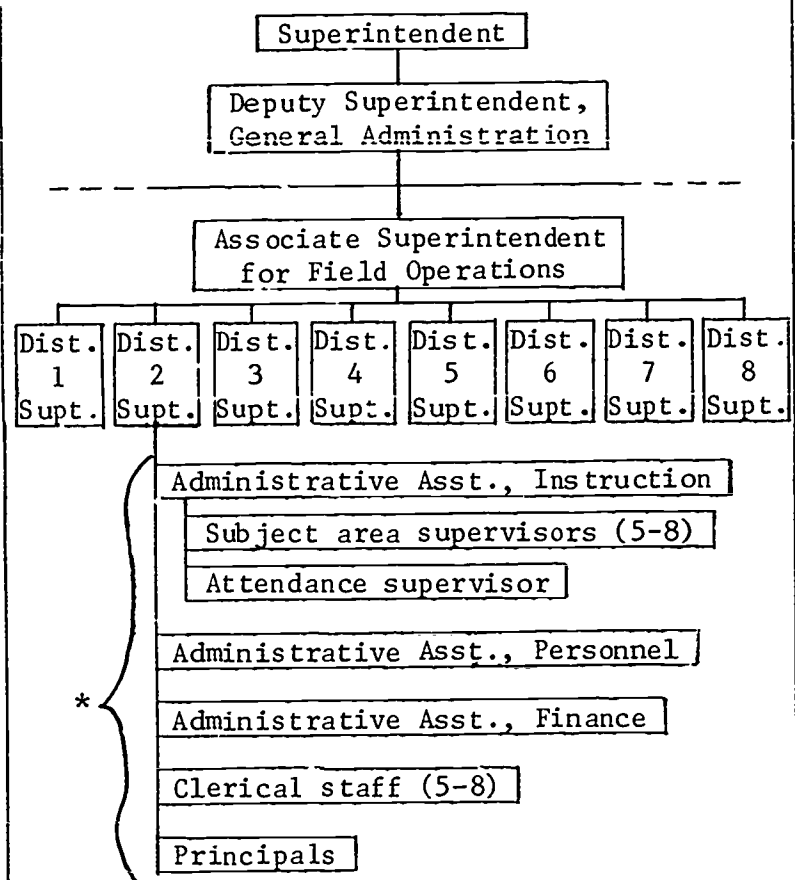 Superintendent
Deputy Superintendent,
General Administration
Associate Superintendent
for Field Operations
Dist. Dist. Dist. Dist. Dist. Dist. Dist. Dist.
1 2 3 4 5 6 7 8
Supt. Supt. Supt. Supt. Supt. Supt. Supt. Supt.
Administrative Asst., Instruction
Subject area supervisors (5-8)
Attendance supervisor
Administrative Asst., Personnel
*
Administrative Asst., Finance
Clerical staff (5-8)
Principals